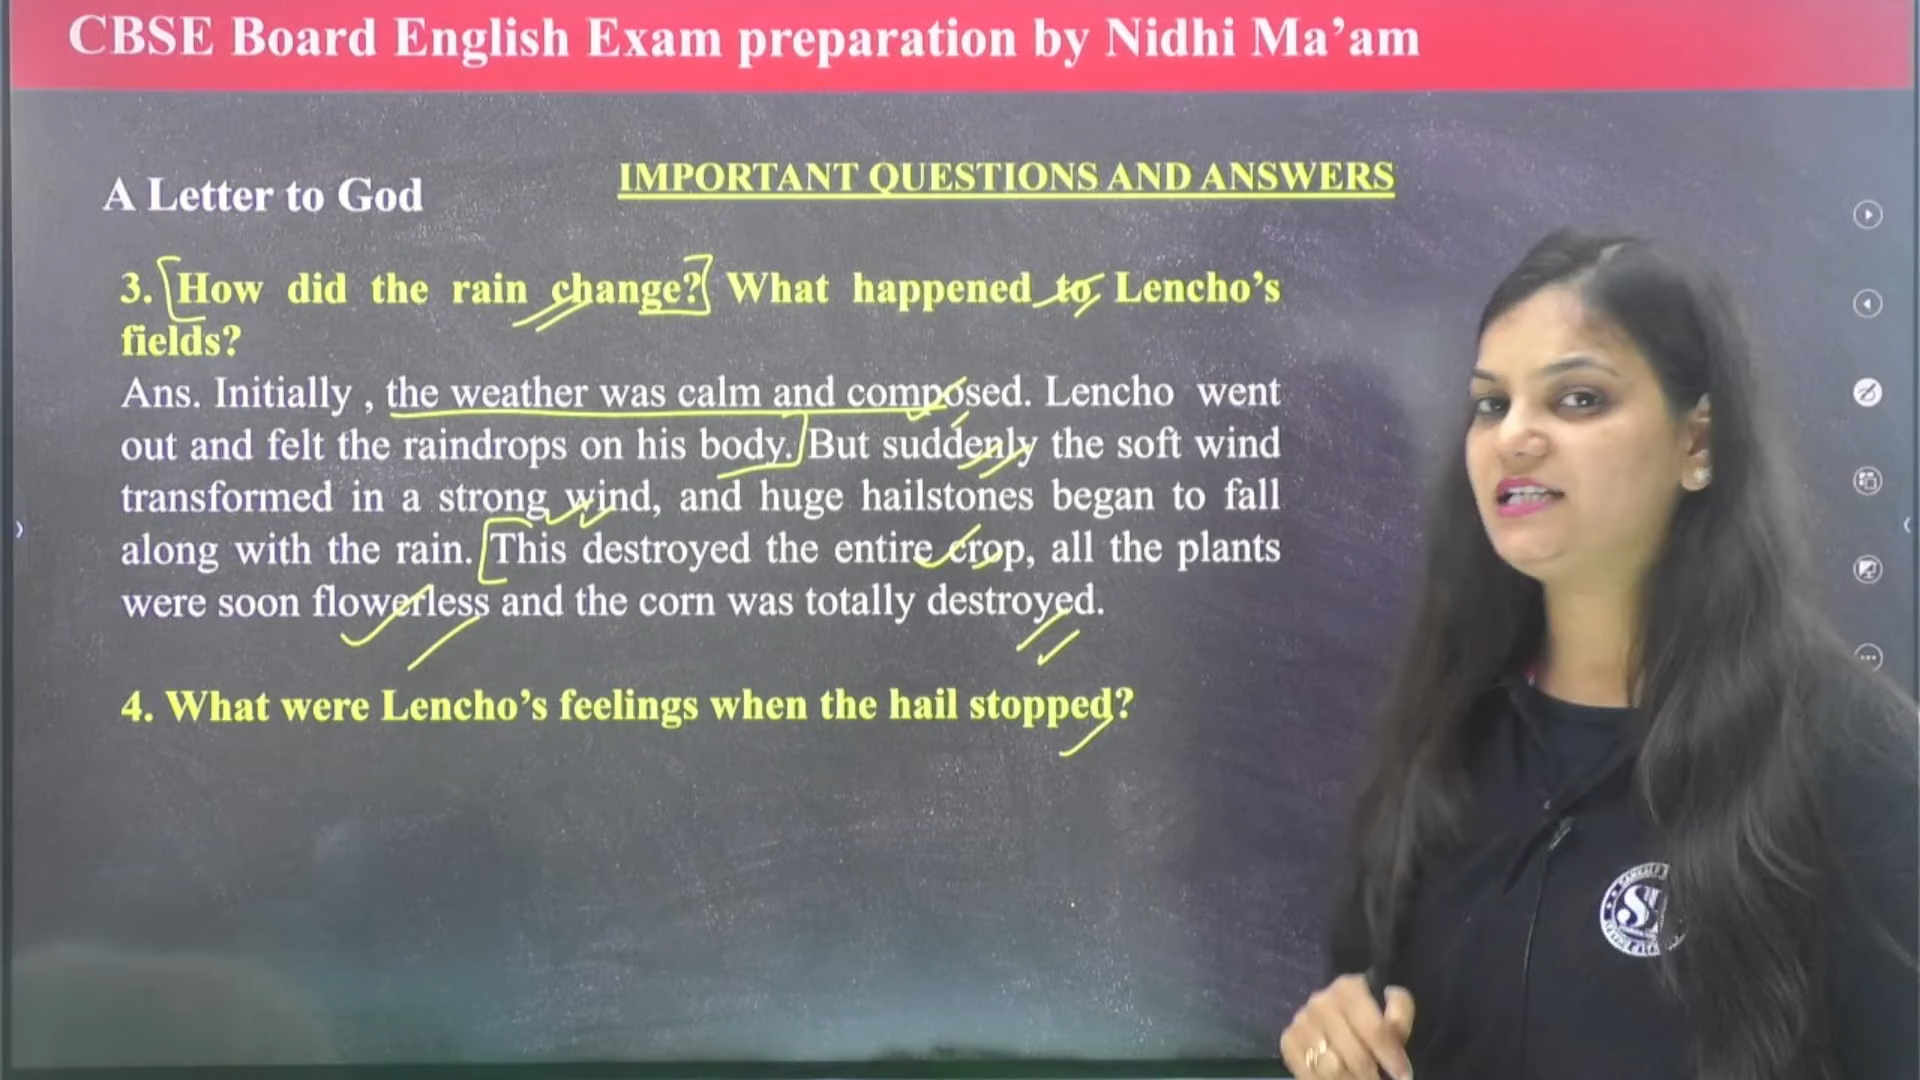 CBSE Board English Exam preparation by Nidhi Ma’am
A Letter to God
IMPORTANT QUESTIONS AND ANSWERS
3. How did the rain change? What happened to Lencho’s
fields?
Ans. Initially , the weather was calm and composed. Lencho went
out and felt the raindrops on his body. But suddenly the soft wind
transformed in a strong wind, and huge hailstones began to fall
along with the rain. This destroyed the entire crop, all the plants
were soon flowerless and the corn was totally destroyed.
4. What were Lencho’s feelings when the hail stopped?